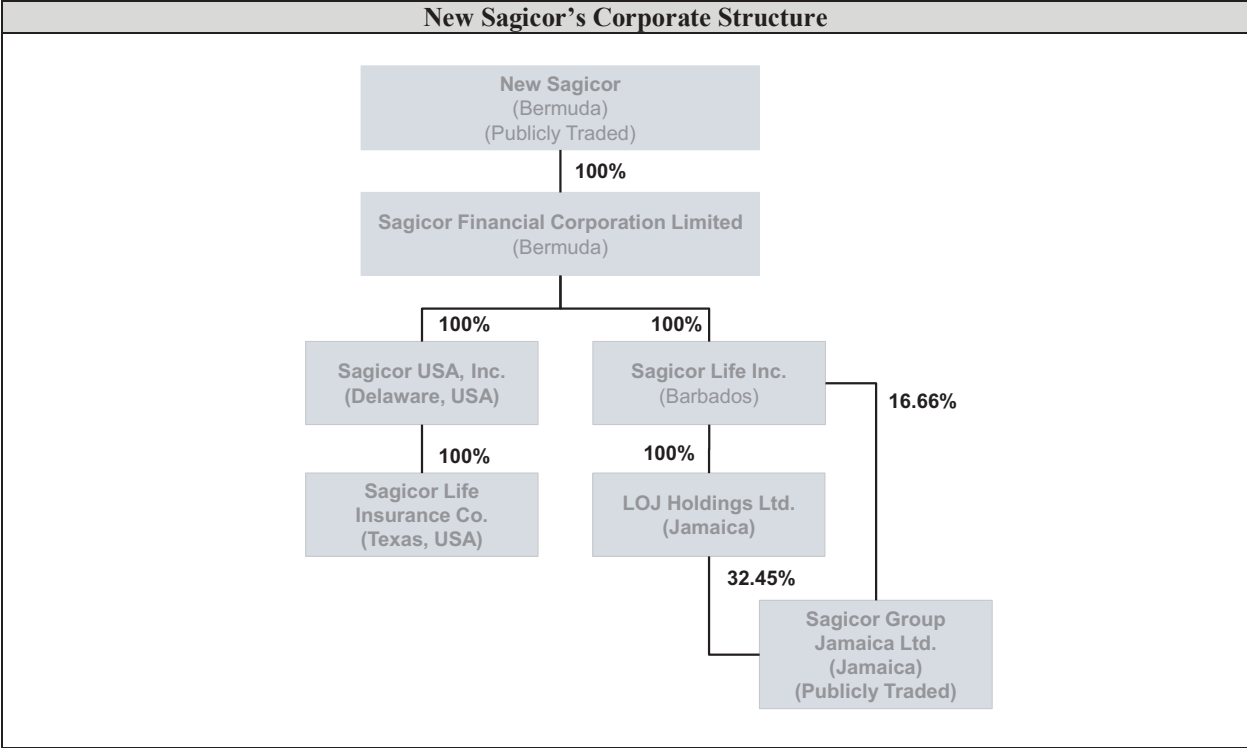 New Sagicor’s Corporate Structure
New Sagicor
(Bermuda)
(Publicly Traded)
100%
Sagicor Financial Corporation Limited
(Bermuda)
100%
100%
Sagicor USA, Inc.
(Delaware, USA)
Sagicor Life Inc.
(Barbados)
16.66%
100%
100%
Sagicor Life
Insurance Co.
(Texas, USA)
LOJ Holdings Ltd.
(Jamaica)
32.45%
Sagicor Group
Jamaica Ltd.
(Jamaica)
(Publicly Traded)